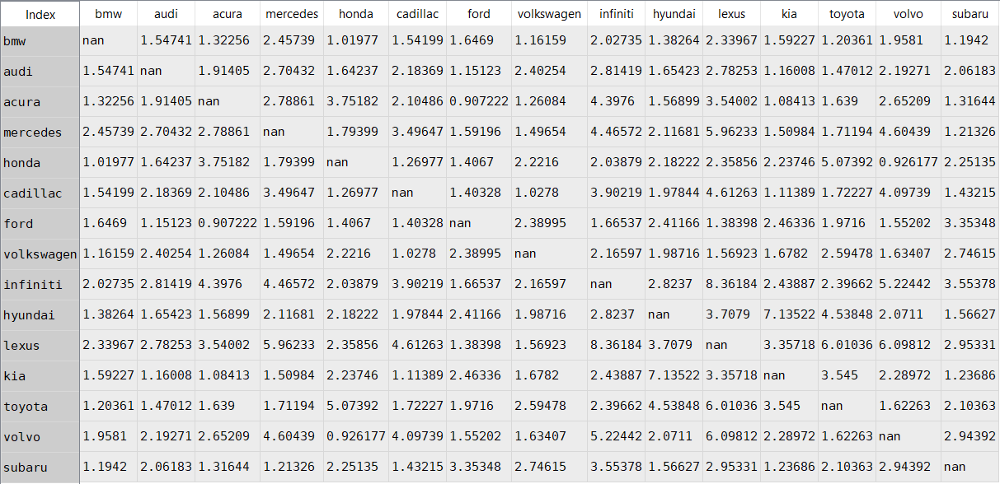 Index bmw audi acura mercedes honda cadillac ford volkswagen infiniti hyundai lexus kia toyota volvo subaru
bmw nan 1.54741 1.32256 2.45739 1.01977 1.54199 1.6469 1.16159 2.02735 1.38264 2.33967 1.59227 1.20361 1.9581 1.1942
audi 1.54741 nan 1.91405 2.70432 1.64237 2.18369 1.15123 2.40254 2.81419 1.65423 2.78253 1.16008 1.47012 2.19271 2.06183
acura 1.32256 1.91405 nan 2.78861 3.75182 2.10486 0.907222 1.26084 4.3976 1.56899 3.54002 1.08413 1.639 2.65209 1.31644
mercedes 2.45739 2.70432 2.78861 nan 1.79399 3.49647 1.59196 1.49654 4.46572 2.11681 5.96233 1.50984 1.71194 4.60439 1.21326
honda 1.01977 1.64237 3.75182 1.79399 nan 1.26977 1.4067 2.2216 2.03879 2.18222 2.35856 2.23746 5.07392 0.926177 2.25135
cadillac 1.54199 2.18369 2.10486 3.49647 1.26977 nan 1.40328 1.0278 3.90219 1.97844 4.61263 1.11389 1.72227 4.09739 1.43215
ford 1.6469 1.15123 0.907222 1.59196 1.4067 1.40328 nan 2.38995 1.66537 2.41166 1.38398 2.46336 1.9716 1.55202 3.35348
volkswagen 1.16159 2.40254 1.26084 1.49654 2.2216 1.0278 2.38995 nan 2.16597 1.98716 1.56923 1.6782 2.59478 1.63407 2.74615
infiniti 2.02735 2.81419 4.3976 4.46572 2.03879 3.90219 1.66537 2.16597 nan 2.8237 8.36184 2.43887 2.39662 5.22442 3.55378
hyundai 1.38264 1.65423 1.56899 2.11681 2.18222 1.97844 2.41166 1.98716 2.8237 nan 3.7079 7.13522 4.53848 2.0711 1.56627
lexus 2.33967 2.78253 3.54002 5.96233 2.35856 4.61263 1.38398 1.56923 8.36184 3.7079 nan 3.35718 6.01036 6.09812 2.95331
kia 1.59227 1.16008 1.08413 1.50984 2.23746 1.11389 2.46336 1.6782 2.43887 7.13522 3.35718 nan 3.545 2.28972 1.23686
toyota 1.20361 1.47012 1.639 1.71194 5.07392 1.72227 1.9716 2.59478 2.39662 4.53848 6.01036 3.545 nan 1.62263 2.10363
volvo 1.9581 2.19271 2.65209 4.60439 0.926177 4.09739 1.55202 1.63407 5.22442 2.0711 6.09812 2.28972 1.62263 nan 2.94392
subaru 1.1942 2.06183 1.31644 1.21326 2.25135 1.43215 3.35348 2.74615 3.55378 1.56627 2.95331 1.23686 2.10363 2.94392 nan